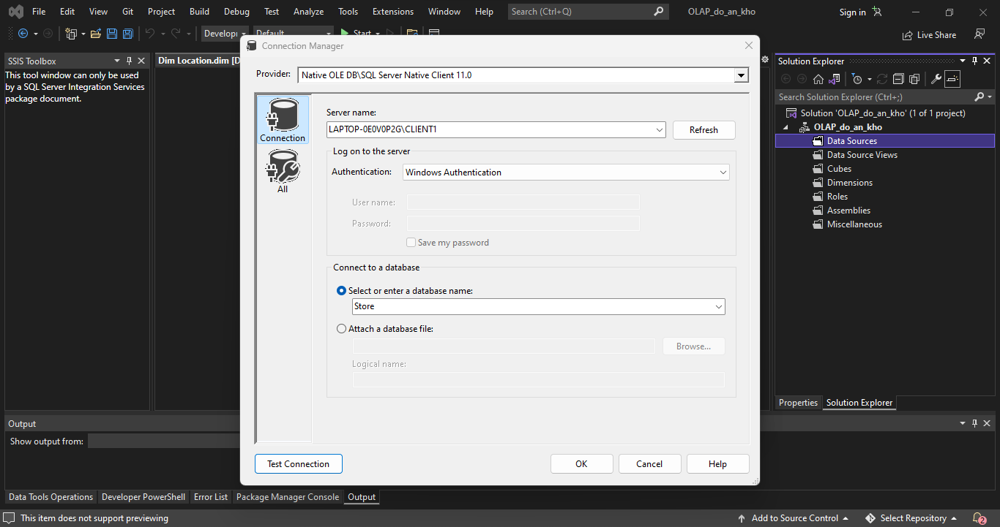 File Edit View Git Project Build Debug Test Analyze Tools Extensions Window Help Search (Ctrl+Q) OLAP_do_an_kho Sign in
Develop Default Start Live Share
SSIS Toolbox
This tool window can only be used
by a SQL Server Integration Services
package document.
Dim Location.dim [D
Connection Manager
Provider: Native OLE DB\SQL Server Native Client 11.0
Connection
All
Server name:
LAPTOP-0E0V0P2G\CLIENT1 Refresh
Log on to the server
Authentication: Windows Authentication
User name:
Password:
Save my password
Connect to a database
Select or enter a database name:
Store
Attach a database file:
Browse...
Logical name:
Test Connection OK Cancel Help
Solution Explorer
Search Solution Explorer (Ctrl+;)
Solution 'OLAP_do_an_kho' (1 of 1 project)
OLAP_do_an_kho
Data Sources
Data Source Views
Cubes
Dimensions
Roles
Assemblies
Miscellaneous
Properties Solution Explorer
Output
Show output from:
Data Tools Operations Developer PowerShell Error List Package Manager Console Output
This item does not support previewing Add to Source Control Select Repository 2